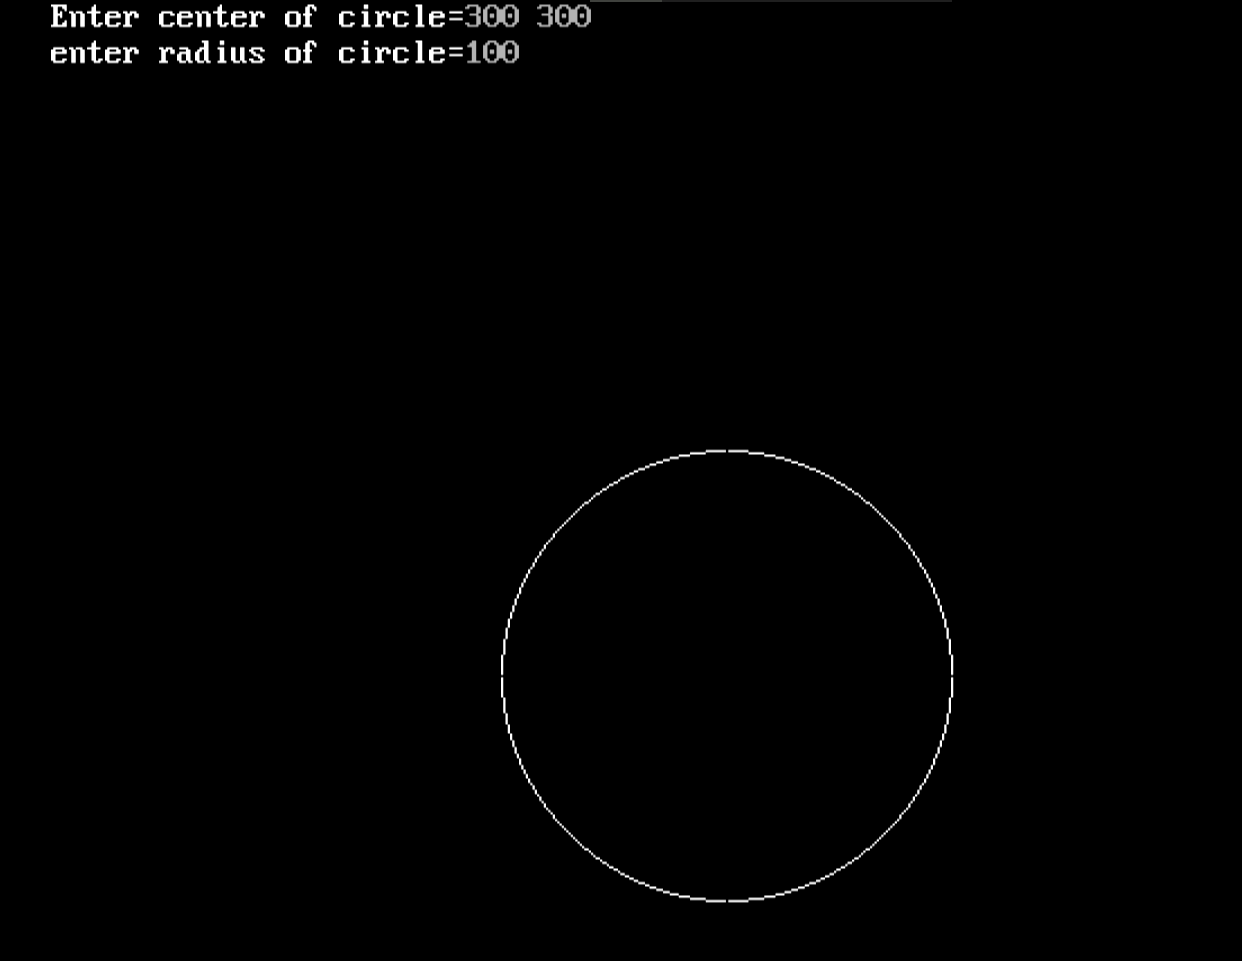 Enter center of circle=300 300
enter radius of circle=100